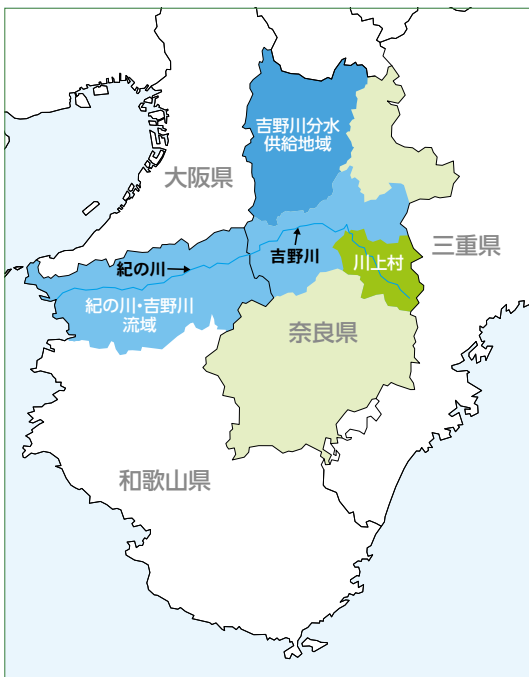 吉野川分水
供給地域
大阪県
三重県
紀の川
吉野川
川上村
紀の川・吉野川
流域
奈良県
和歌山県